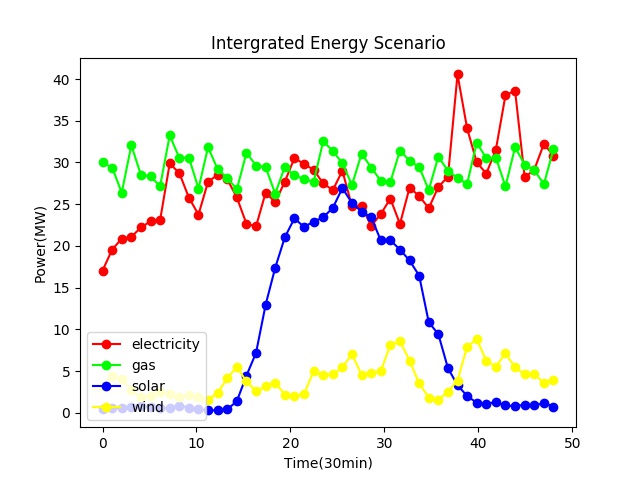 Intergrated Energy Scenario
Power(MW)
40
35
30
25
20
15
10
5
0
electricity
gas
solar
wind
0 10 20 30 40 50
Time(30min)